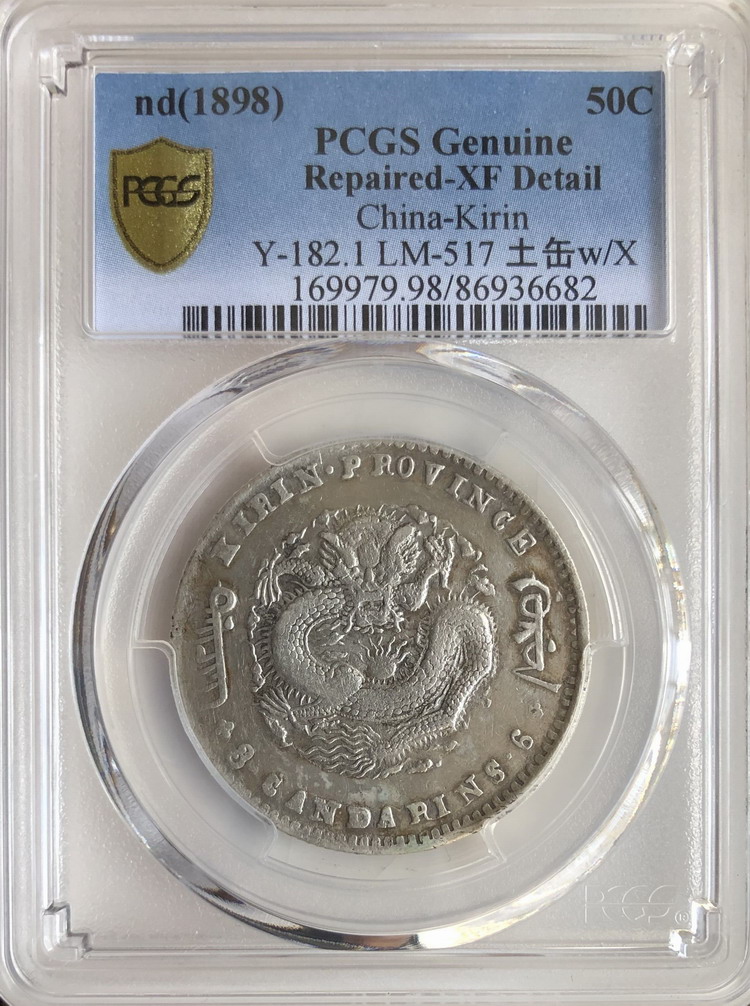 nd(1898) 50C
PCGS Genuine
Repaired-XF Detail
China-Kirin
PCGS
Y-182.1 LM-517 土缶w/X
169979.98/86936682
KIRIN·PROVINCE
3·CANDARINS·6
PCGS